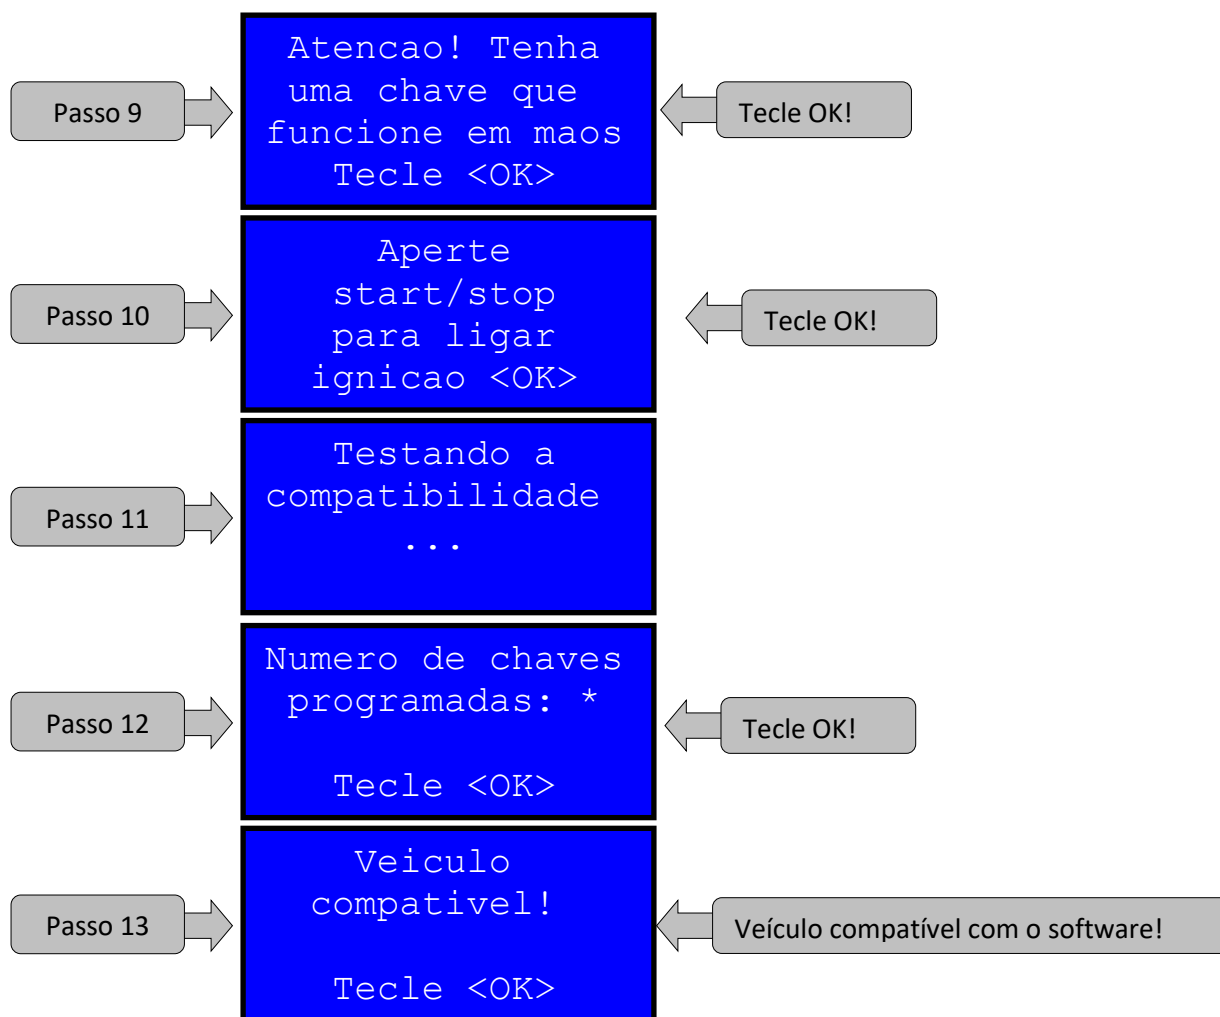 Atencao! Tenha
uma chave que
funcione em maos
Tecle <OK>
Passo 9
Tecle OK!
Aperte
start/stop
para ligar
ignicao <OK>
Passo 10
Tecle OK!
Testando a
compatibilidade
...
Passo 11
Numero de chaves
programadas: *
Tecle <OK>
Passo 12
Tecle OK!
Veiculo
compativel!
Tecle <OK>
Passo 13
Veículo compatível com o software!